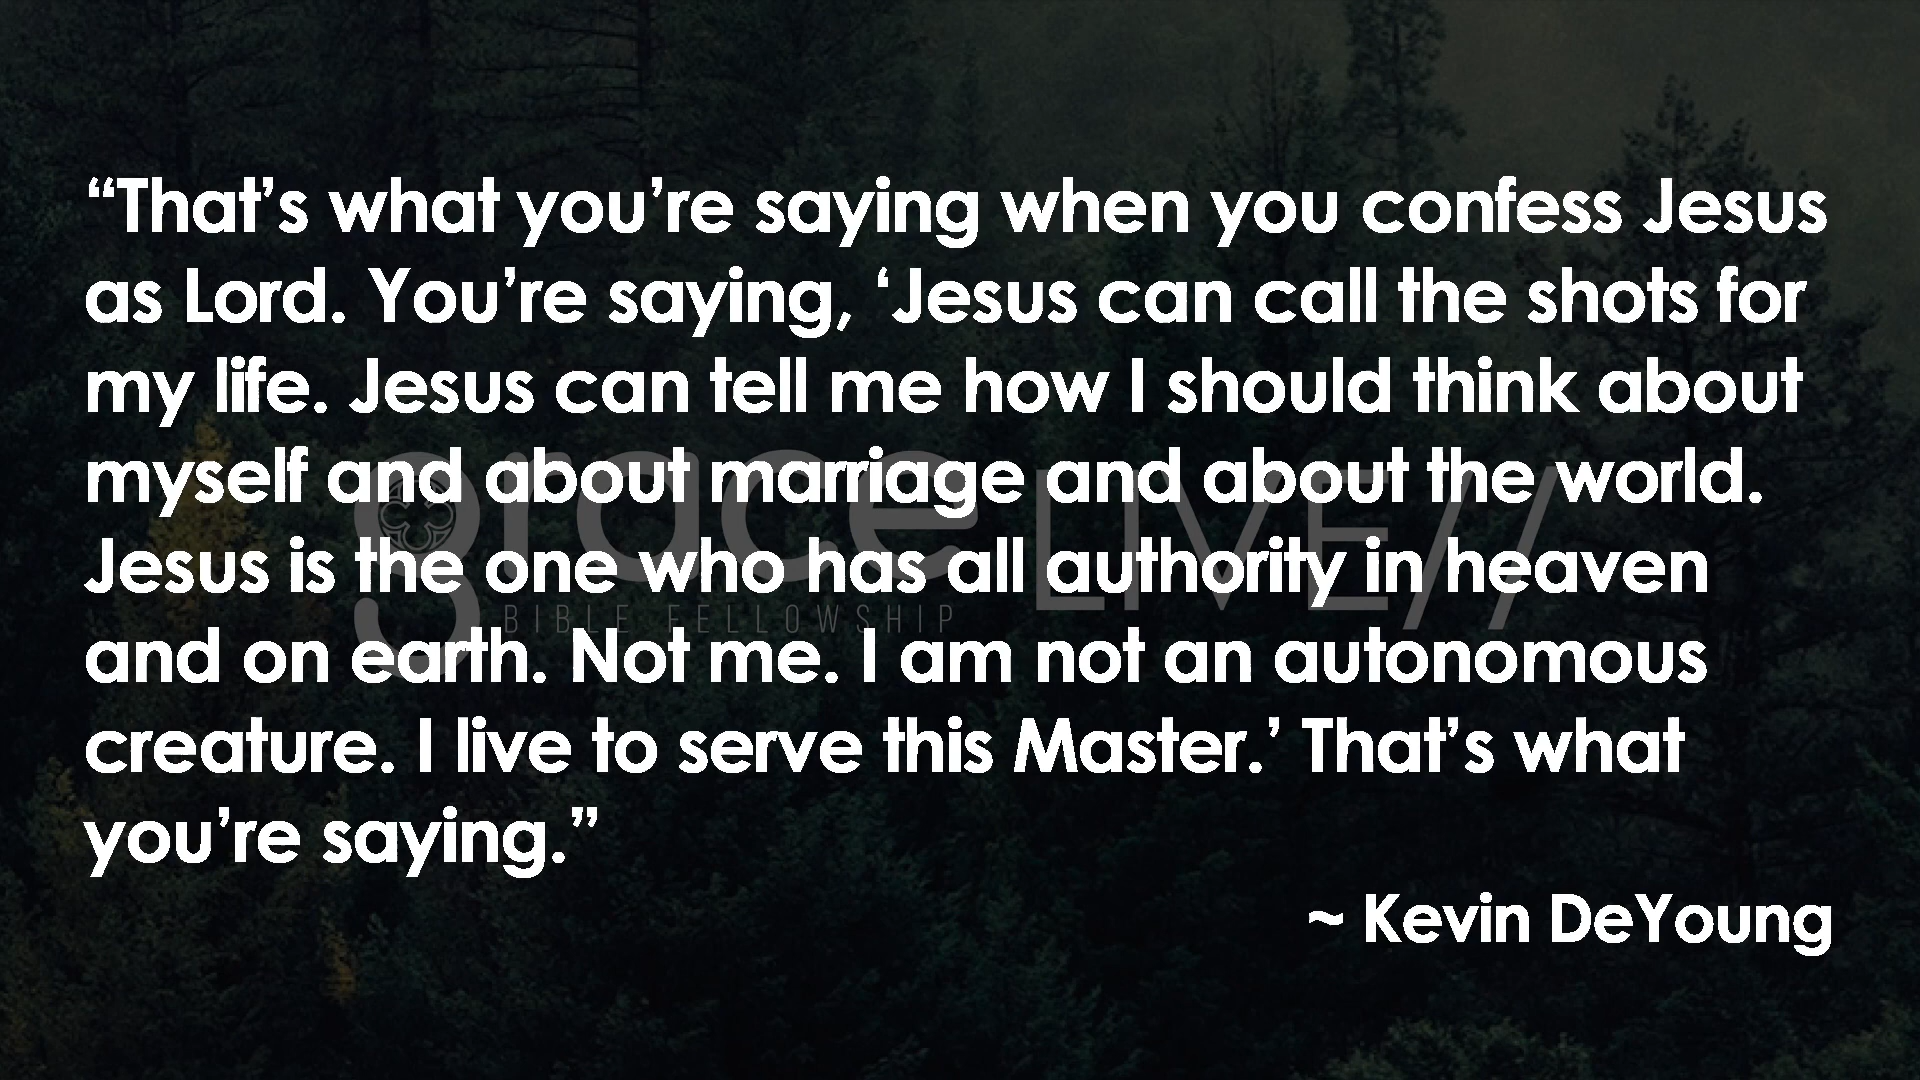 “That’s what you’re saying when you confess Jesus
as Lord. You’re saying, ‘Jesus can call the shots for
my life. Jesus can tell me how I should think about
myself and about marriage and about the world.
grace LIVE//
Jesus is the one who has all authority in heaven
BIBLE FELLOWSHIP
and on earth. Not me. I am not an autonomous
creature. I live to serve this Master.’ That’s what
you’re saying.”
~ Kevin DeYoung